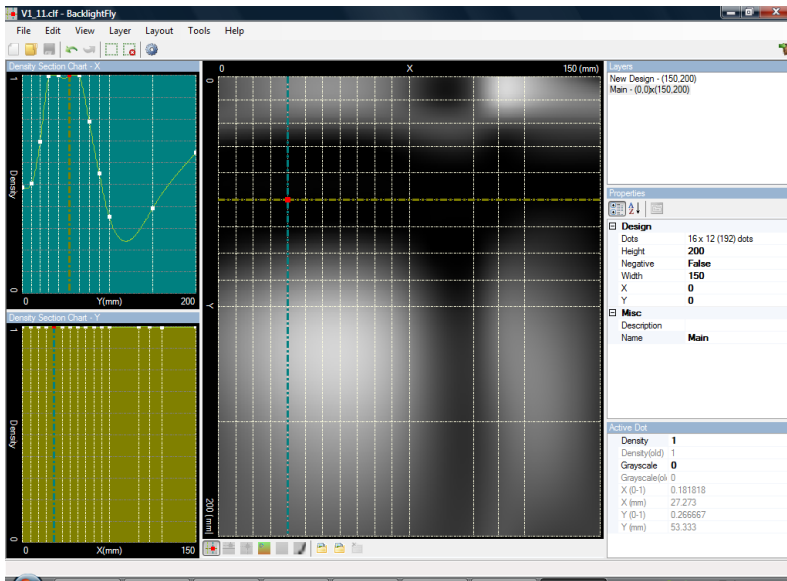 V1_11.clf - BacklightFly
File Edit View Layer Layout Tools Help
Density Section Chart - X
1
Density
0
0 Y(mm) 200
Density Section Chart - Y
1
Density
0
0 X(mm) 150
0 X 150 (mm)
0
Y
200 (mm)
Layers
New Design - (150,200)
Main - (0,0)x(150,200)
Properties
Design
Dots 16 x 12 (192) dots
Height 200
Negative False
Width 150
X 0
Y 0
Misc
Description
Name Main
Active Dot
Density 1
Density(old) 1
Grayscale 0
Grayscale(ol 0
X (0-1) 0.181818
X (mm) 27.273
Y (0-1) 0.266667
Y (mm) 53.333